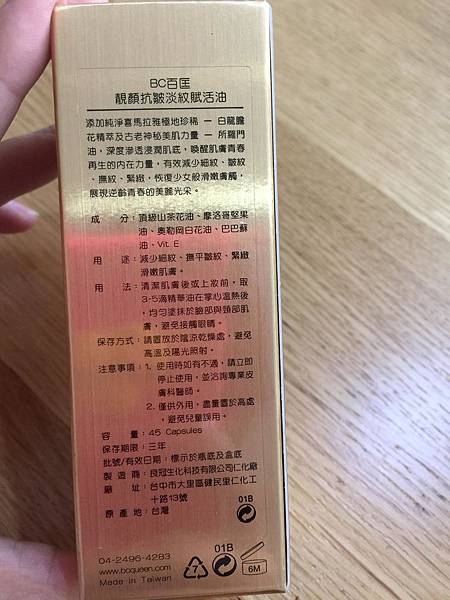 BC百匡
靚顏抗皺淡紋賦活油
添加純淨喜馬拉雅極地珍稀 — 白龍膽
花精萃及古老神秘美肌力量 — 所羅門
油，深度滲透浸潤肌底，喚醒肌膚青春
再生的內在力量，有效減少細紋、皺紋
、撫紋、緊緻，恢復少女般滑嫩膚觸，
展現逆齡青春的美麗光采。
成　　分：頂級山茶花油、摩洛哥堅果
油、奧勒岡白花油、巴巴蘇
油、Vit. E
用　　途：減少細紋、撫平皺紋、緊緻
滑嫩肌膚。
用　　法：清潔肌膚後或上妝前，取
3-5滴精華油在掌心溫熱後
，均勻塗抹於臉部與頸部肌
膚，避免接觸眼睛。
保存方式：請置放於陰涼乾燥處，避免
高溫及陽光照射。
注意事項：1. 使用時如有不適，請立即
停止使用，並洽詢專業皮
膚科醫師。
2. 僅供外用，盡量置於高處
，避免兒童誤用。
容　　量：45 Capsules
保存期限：三年
批號/有效日期：標示於瓶底及盒底
製 造 商：良冠生化科技有限公司仁化廠
廠　　址：台中市大里區健民里仁化工
十路13號
原 產 地：台灣
01B
04-2496-4283
www.bcqueen.com
Made in Taiwan
7
01B
6M